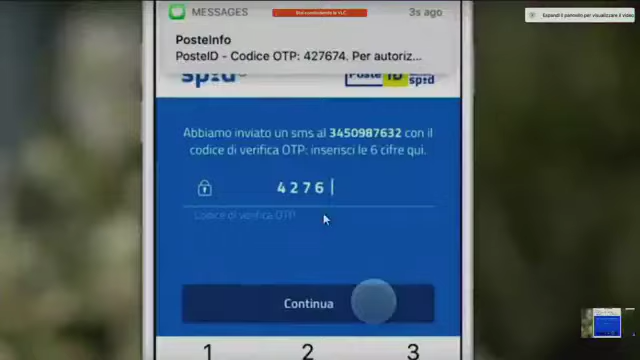 MESSAGES
3s ago
PosteInfo
PosteID - Codice OTP: 427674. Per autoriz...
spid
Poste ID spid
Abbiamo inviato un sms al 3450987632 con il
codice di verifica OTP: inserisci le 6 cifre qui.
4276
Codice di verifica OTP
Continua
1 2 3